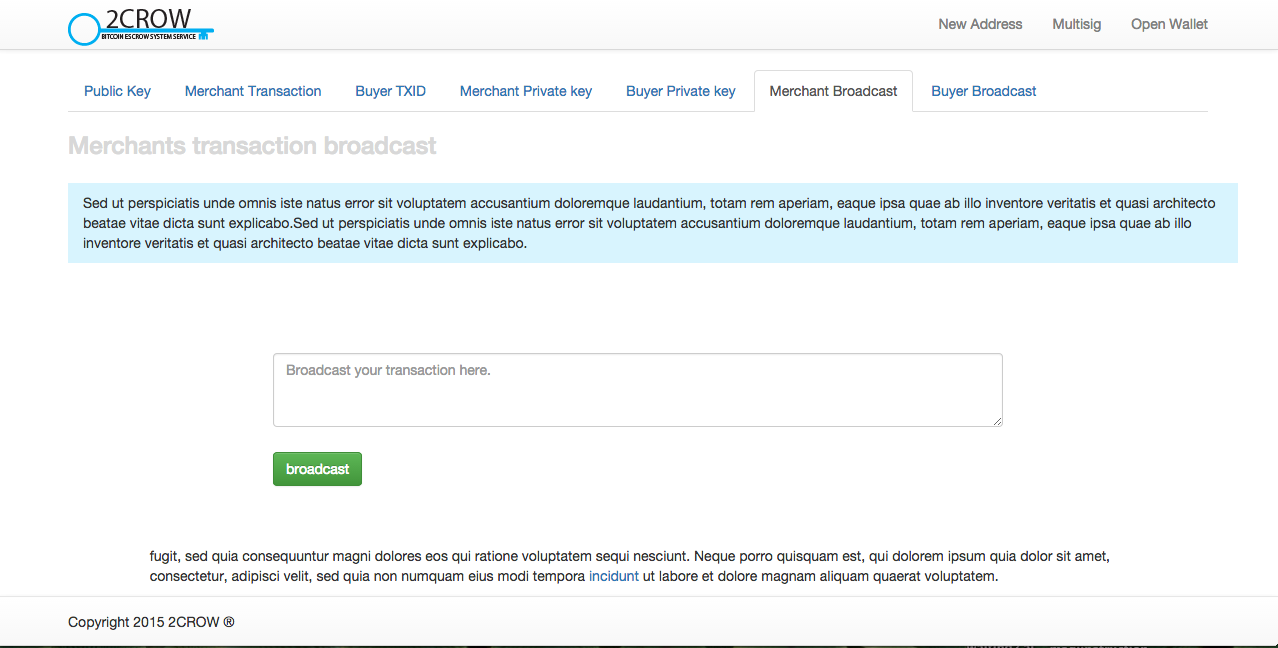 2CROW
BITCOIN ESCROW SYSTEM SERVICE
New Address Multisig Open Wallet
Public Key Merchant Transaction Buyer TXID Merchant Private key Buyer Private key Merchant Broadcast Buyer Broadcast
Merchants transaction broadcast
Sed ut perspiciatis unde omnis iste natus error sit voluptatem accusantium doloremque laudantium, totam rem aperiam, eaque ipsa quae ab illo inventore veritatis et quasi architecto
beatae vitae dicta sunt explicabo.Sed ut perspiciatis unde omnis iste natus error sit voluptatem accusantium doloremque laudantium, totam rem aperiam, eaque ipsa quae ab illo
inventore veritatis et quasi architecto beatae vitae dicta sunt explicabo.
Broadcast your transaction here.
broadcast
fugit, sed quia consequuntur magni dolores eos qui ratione voluptatem sequi nesciunt. Neque porro quisquam est, qui dolorem ipsum quia dolor sit amet,
consectetur, adipisci velit, sed quia non numquam eius modi tempora incidunt ut labore et dolore magnam aliquam quaerat voluptatem.
Copyright 2015 2CROW ®